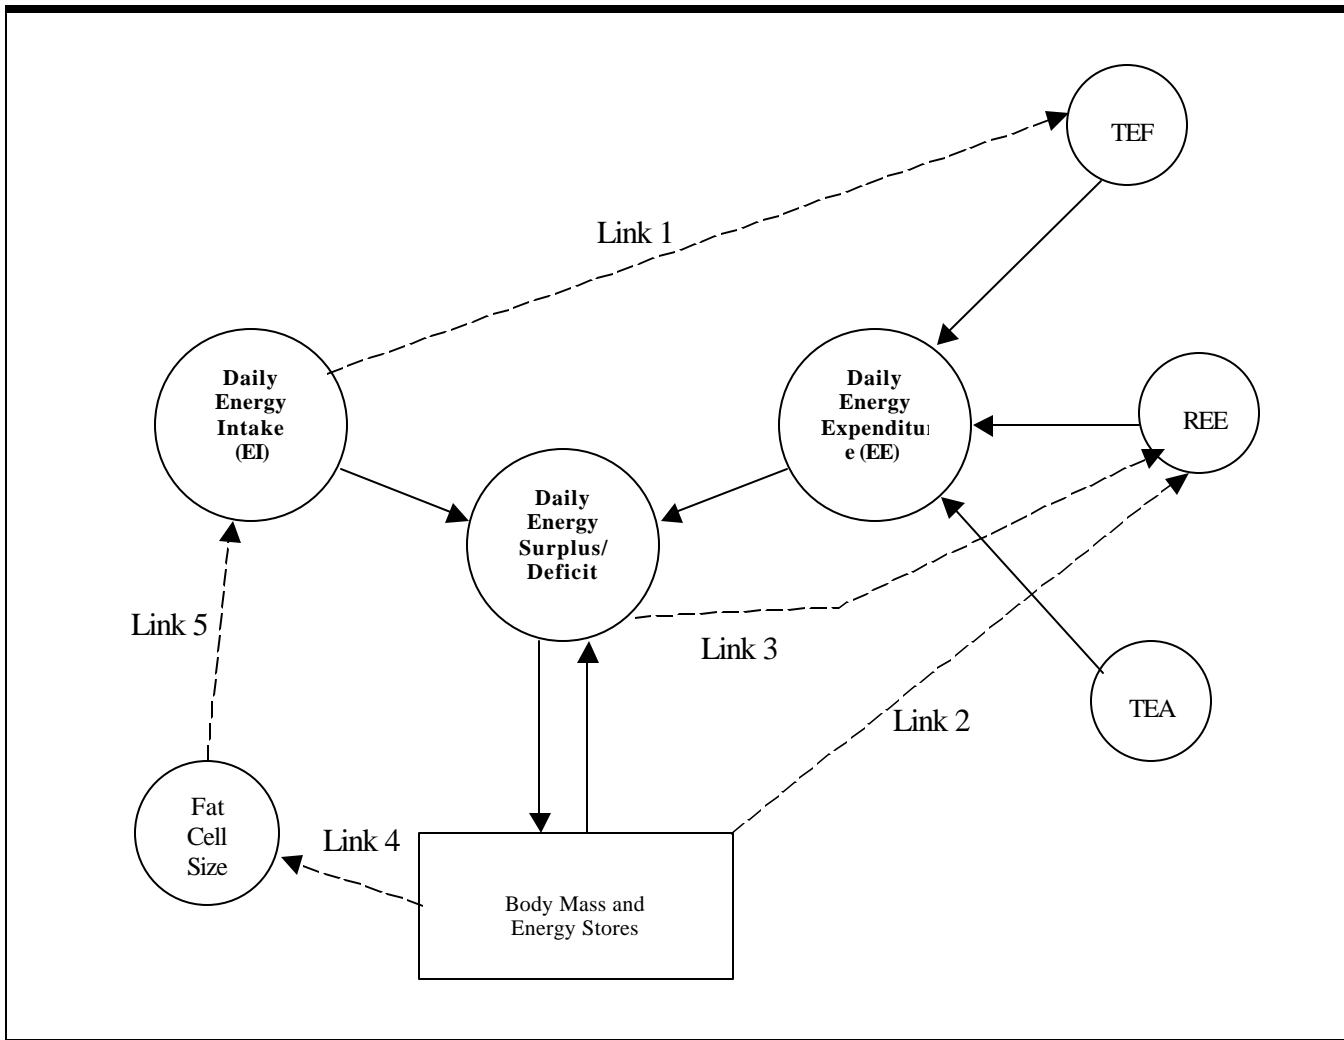 TEF
Link 1
Daily
Energy
Intake
(EI)
Daily
Energy
Expenditur
e (EE)
REE
Daily
Energy
Surplus/
Deficit
Link 5
Link 3
Link 2
TEA
Fat
Cell
Size
Link 4
Body Mass and
Energy Stores